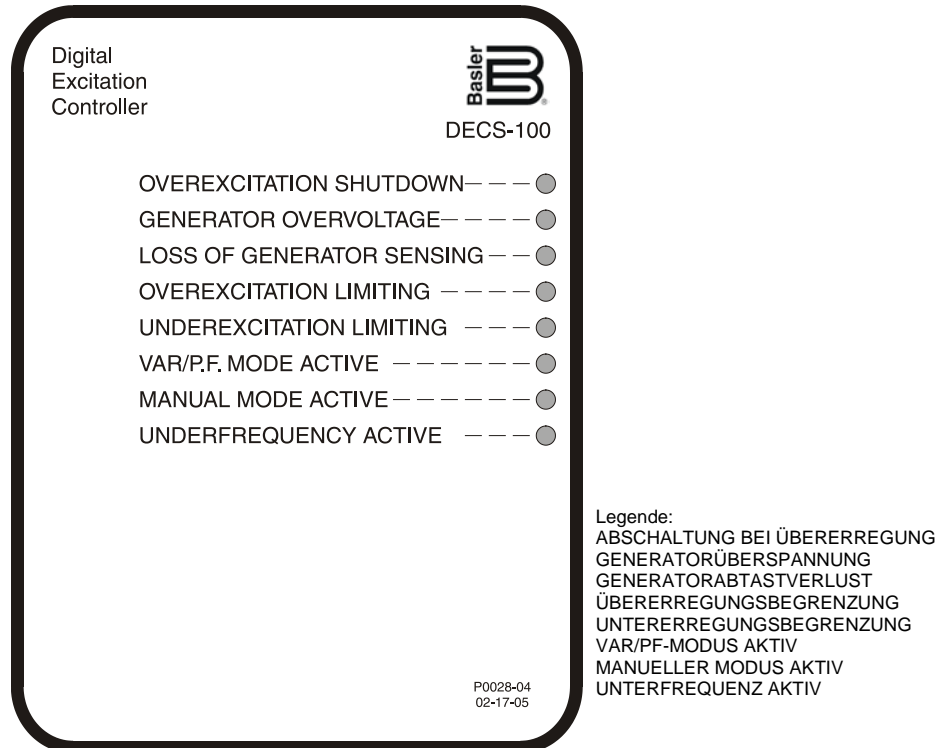 Digital
Excitation
Controller
Basler
DECS-100
OVEREXCITATION SHUTDOWN
GENERATOR OVERVOLTAGE
LOSS OF GENERATOR SENSING
OVEREXCITATION LIMITING
UNDEREXCITATION LIMITING
VAR/P.F. MODE ACTIVE
MANUAL MODE ACTIVE
UNDERFREQUENCY ACTIVE
Legende:
ABSCHALTUNG BEI ÜBERERREGUNG
GENERATORÜBERSPANNUNG
GENERATORABTASTVERLUST
ÜBERERREGUNGSBEGRENZUNG
UNTERERREGUNGSBEGRENZUNG
VAR/PF-MODUS AKTIV
MANUELLER MODUS AKTIV
UNTERFREQUENZ AKTIV
P0028-04
02-17-05